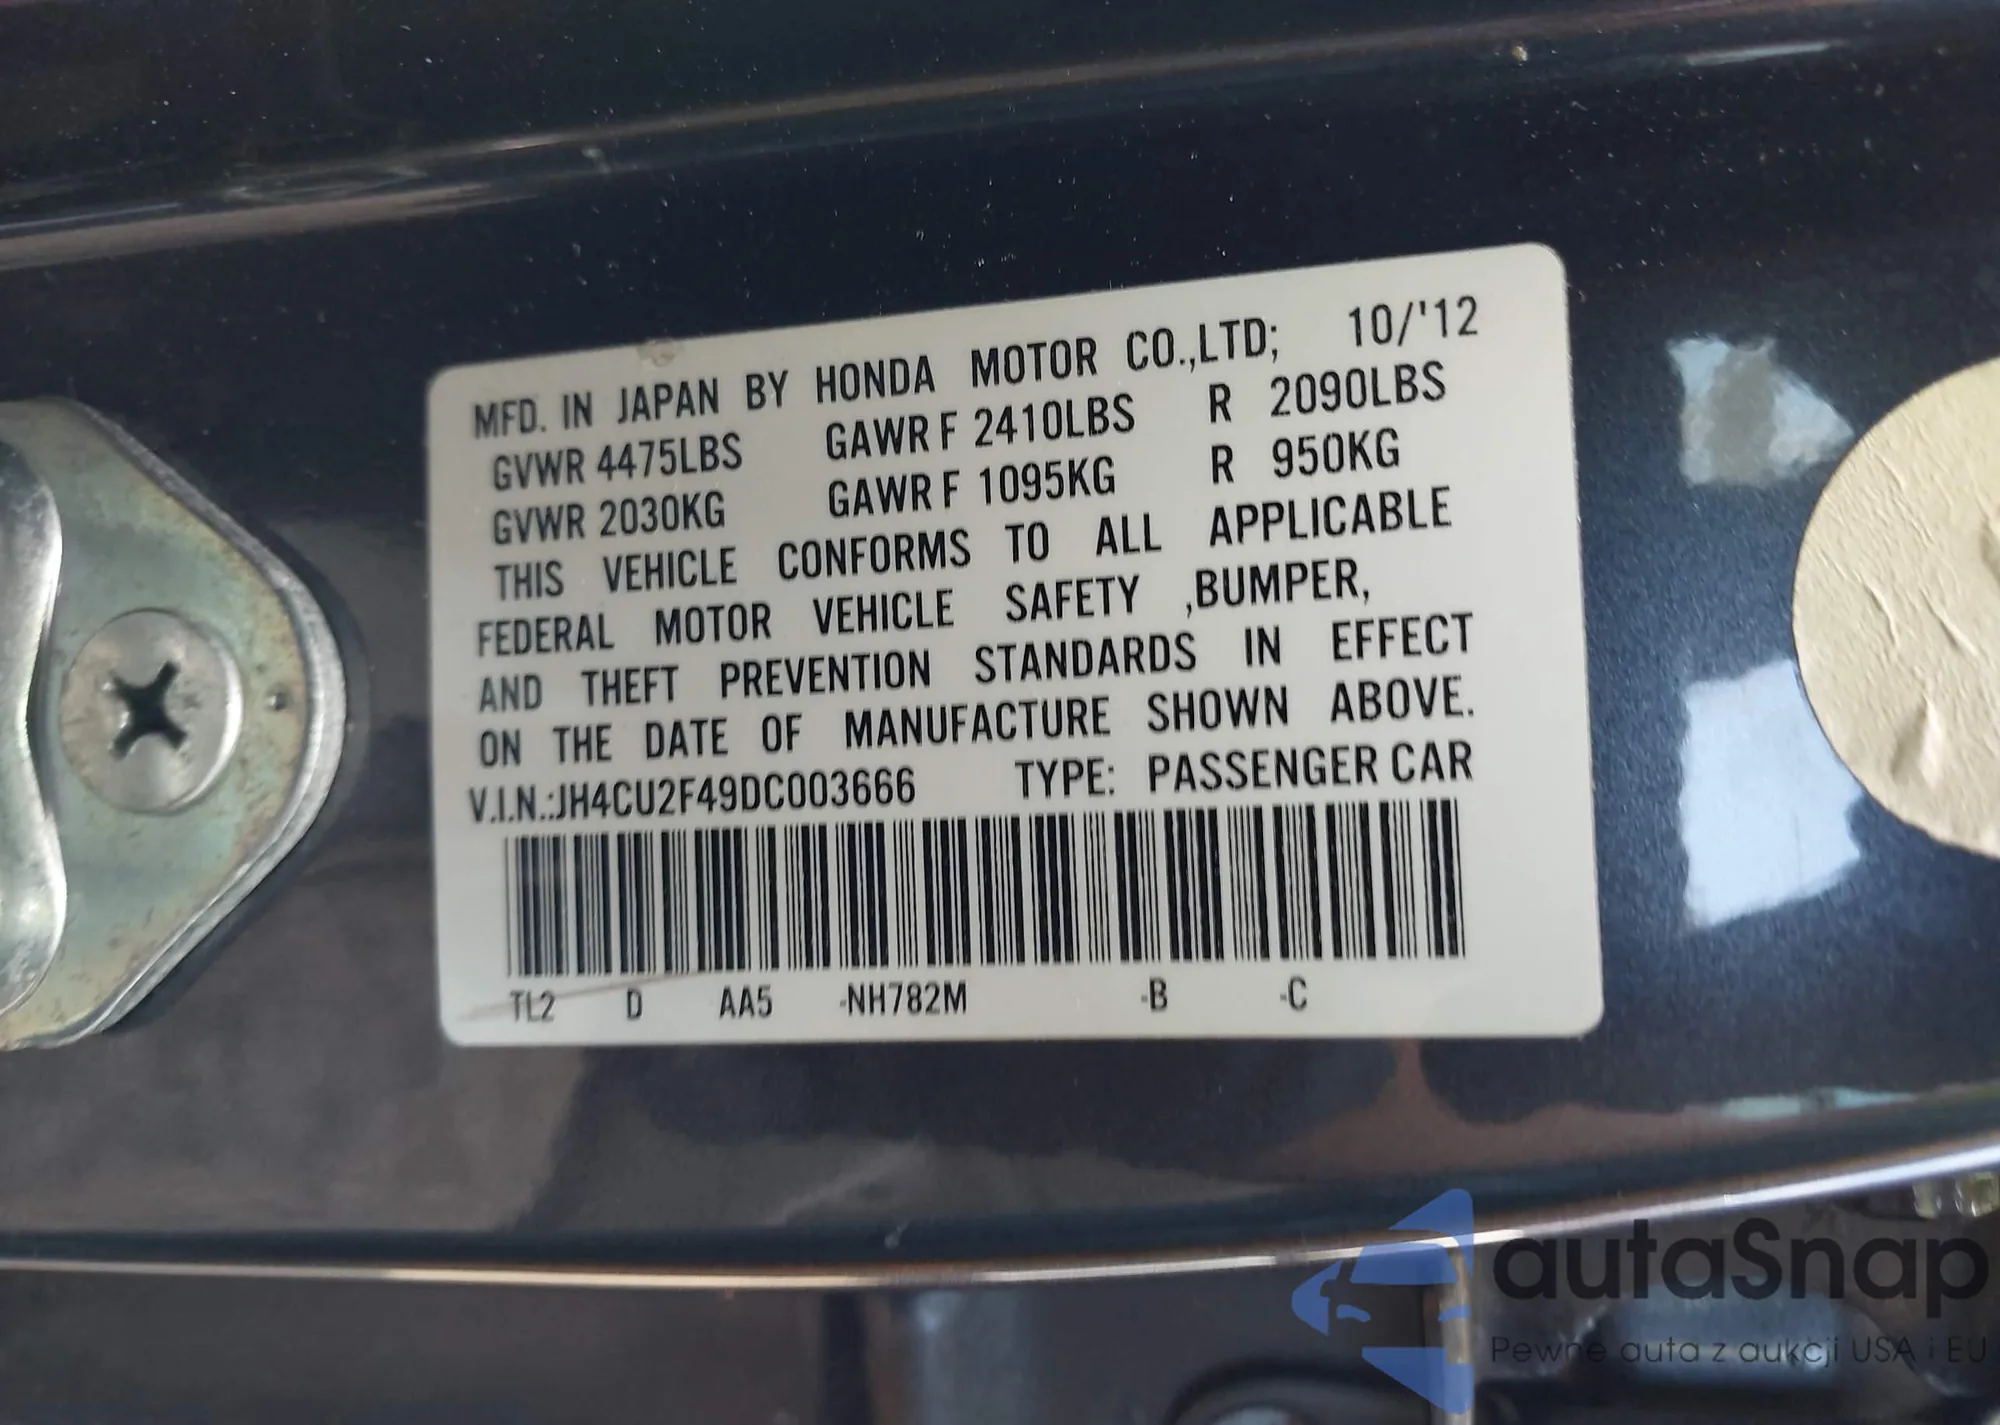 MFD. IN JAPAN BY HONDA MOTOR CO.,LTD; 10/'12
GVWR 4475LBS GAWR F 2410LBS R 2090LBS
GVWR 2030KG GAWR F 1095KG R 950KG
THIS VEHICLE CONFORMS TO ALL APPLICABLE
FEDERAL MOTOR VEHICLE SAFETY ,BUMPER,
AND THEFT PREVENTION STANDARDS IN EFFECT
ON THE DATE OF MANUFACTURE SHOWN ABOVE.
V.I.N.:JH4CU2F49DC003666 TYPE: PASSENGER CAR
TL2 D AA5 -NH782M -B -C
autaSnap
Pewne auta z aukcji USA i EU